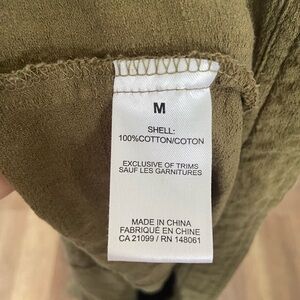 M
SHELL:
100%COTTON/COTON
EXCLUSIVE OF TRIMS
SAUF LES GARNITURES
MADE IN CHINA
FABRIQUÉ EN CHINE
CA 21099 / RN 148061